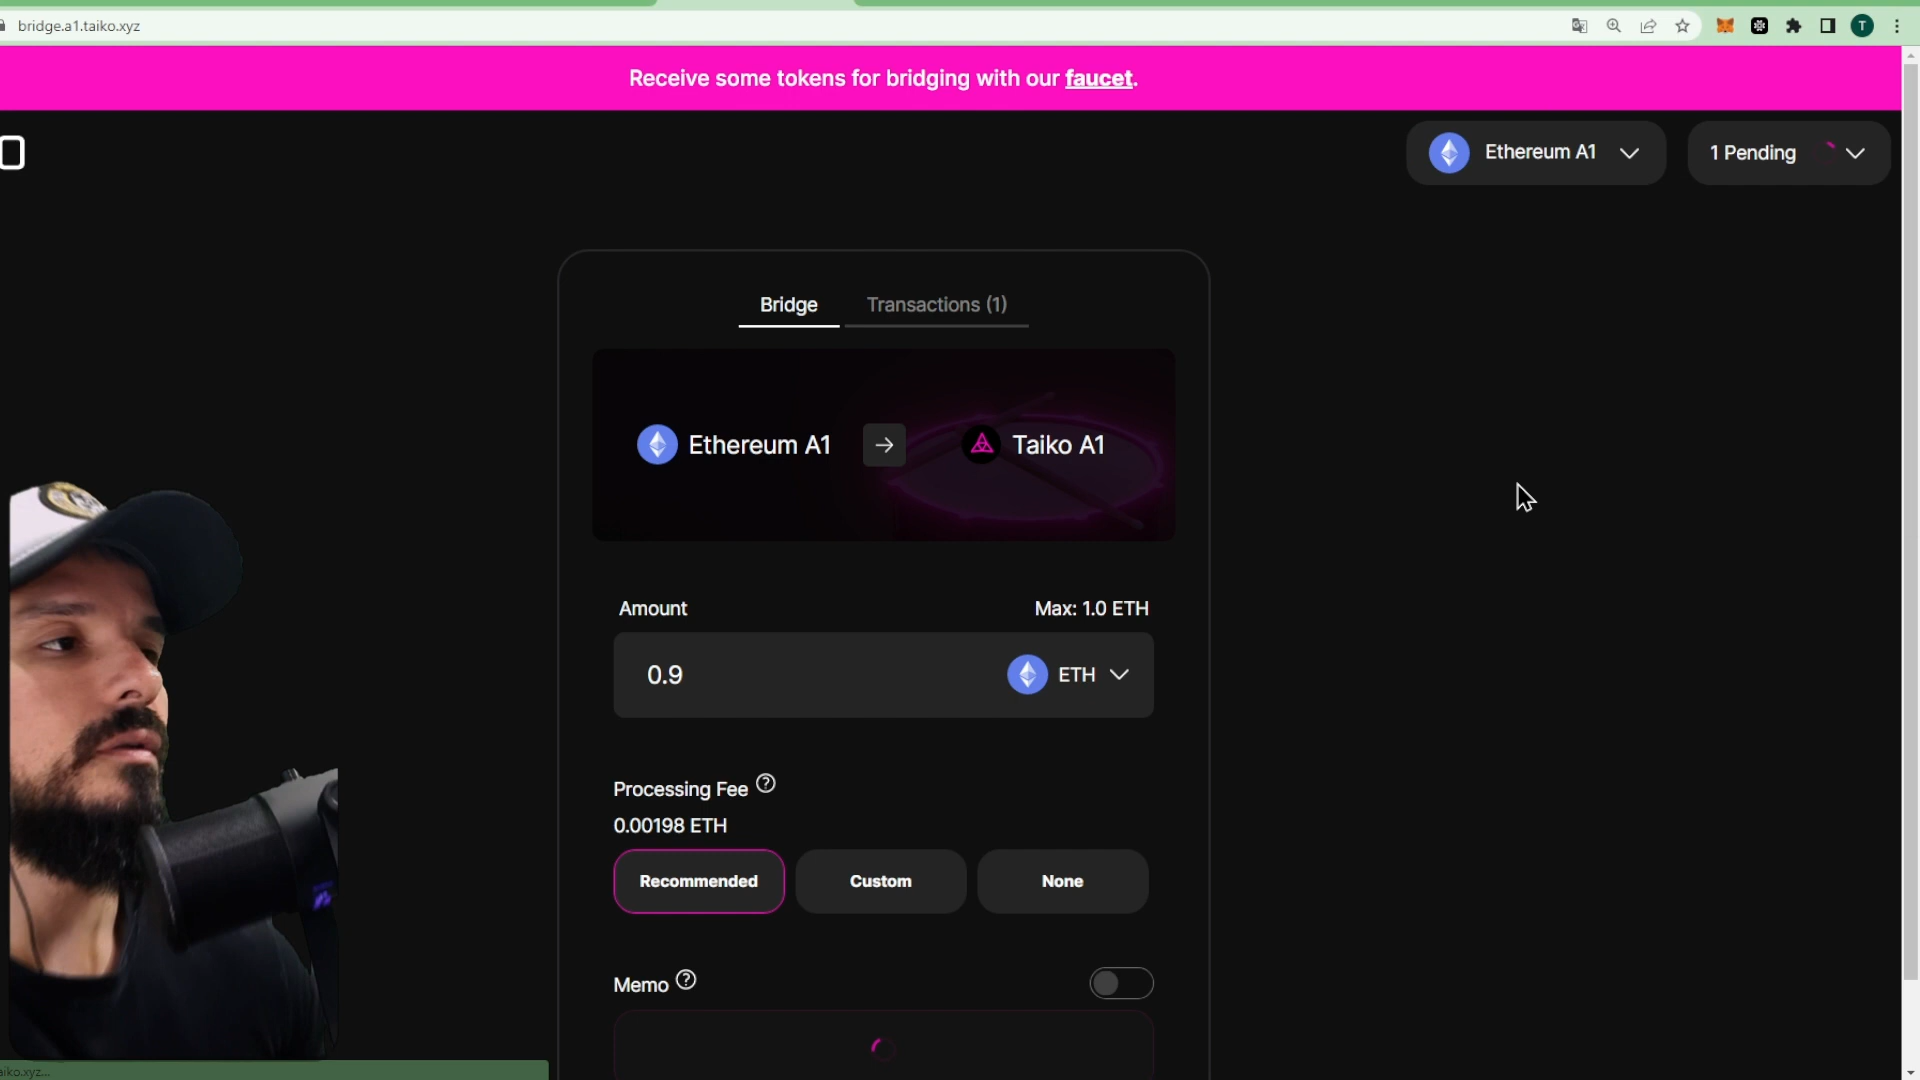 bridge.a1.taiko.xyz
T
Receive some tokens for bridging with our faucet.
Ethereum A1
1 Pending
Bridge
Transactions (1)
Ethereum A1
Taiko A1
Amount
Max: 1.0 ETH
0.9
ETH
Processing Fee
0.00198 ETH
Recommended
Custom
None
Memo
aiko.xyz...